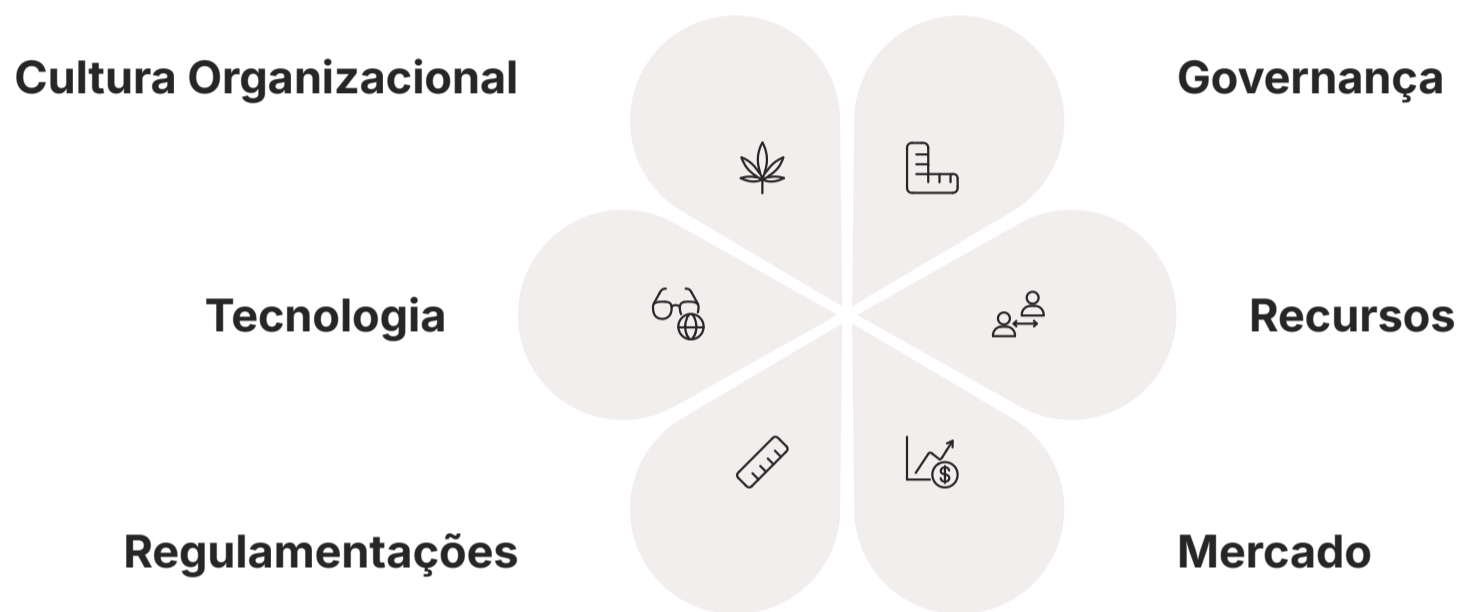 Cultura Organizacional
Governança
Tecnologia
Recursos
Regulamentações
Mercado